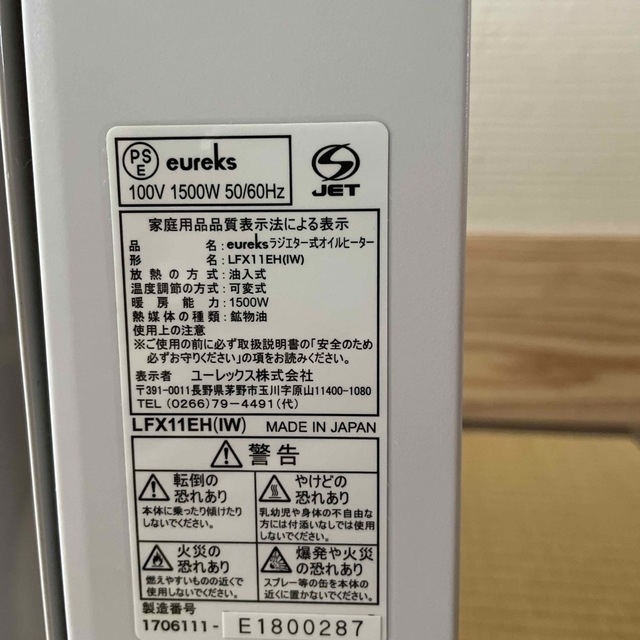 PS E eureks
JET
100V 1500W 50/60Hz
家庭用品品質表示法による表示
品名：eureksラジエター式オイルヒーター
形名：LFX11EH(IW)
放熱の方式：油入式
温度調節の方式：可変式
暖房能力：1500W
熱媒体の種類：鉱物油
使用上の注意
※ご使用の前に必ず取扱説明書の「安全のため
必ずお守りください」の項をお読みください。
表示者 ユーレックス株式会社
〒391-0011長野県茅野市玉川字原山11400-1080
TEL (0266)79-4491(代)
LFX11EH(IW) MADE IN JAPAN
警告
転倒の
恐れあり
本体に乗ったり傾けたり
しないでください。
やけどの
恐れあり
乳幼児や身体の不自由な
方には付添いなしでは使用
しないでください。
火災の
恐れあり
燃えやすいものの近くで
使用しないでください。
爆発や火災
の恐れあり
スプレー等の缶を本体の
近くに置かないでください。
製造番号
1706111- E1800287